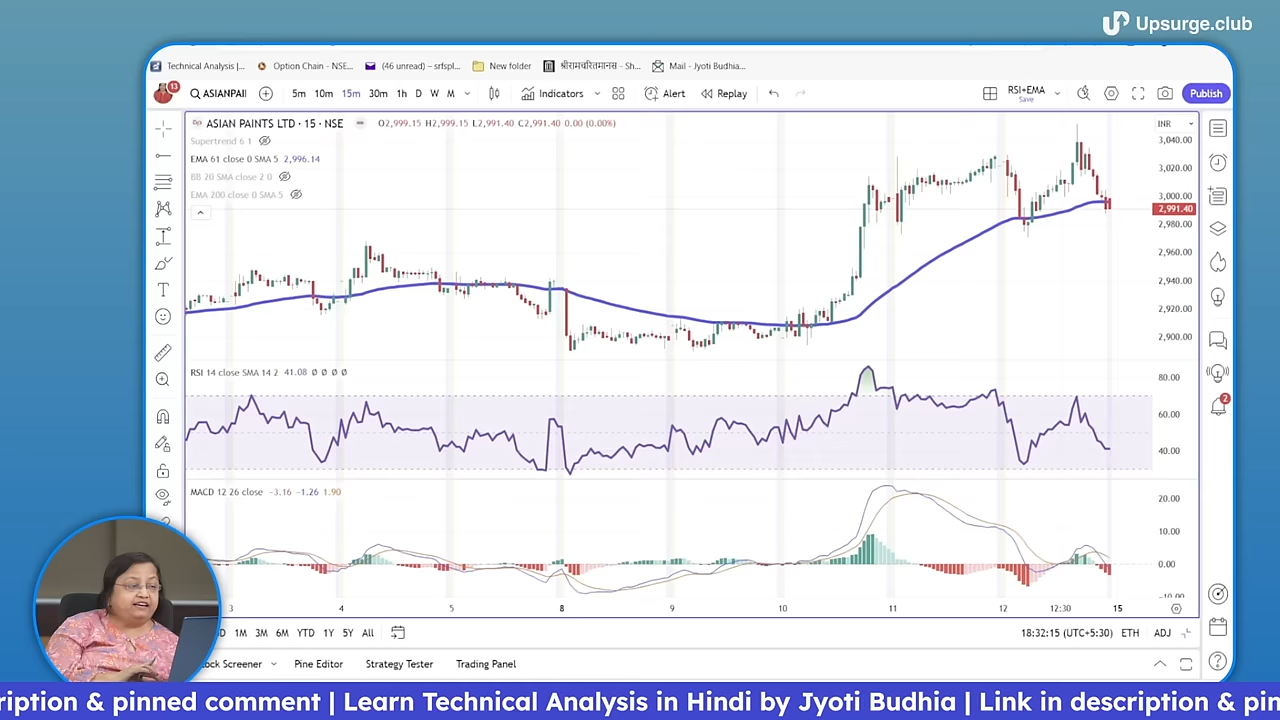 Upsurge.club
Technical Analysis |... Option Chain - NSE... (46 unread) - srfspl... New folder श्रीरामचरितमानस - Sh... Mail - Jyoti Budhia...
13
ASIANPAI 5m 10m 15m 30m 1h D W M Indicators Alert Replay RSI+EMA Save Publish
ASIAN PAINTS LTD · 15 · NSE O2,999.15 H2,999.15 L2,991.40 C2,991.40 0.00 (0.00%) INR
Supertrend 6 1
EMA 61 close 0 SMA 5 2,996.14
BB 20 SMA close 2 0
EMA 200 close 0 SMA 5
3,040.00
3,020.00
3,000.00
2,991.40
2,980.00
2,960.00
2,940.00
2,920.00
2,900.00
RSI 14 close SMA 14 2 41.08 Ø Ø Ø Ø
80.00
60.00
40.00
2
MACD 12 26 close −3.16 −1.26 1.90
20.00
10.00
0.00
−10.00
3 4 5 8 9 10 11 12 12:30 15
D 1M 3M 6M YTD 1Y 5Y All 18:32:15 (UTC+5:30) ETH ADJ
ock Screener Pine Editor Strategy Tester Trading Panel
cription & pinned comment | Learn Technical Analysis in Hindi by Jyoti Budhia | Link in description & pin